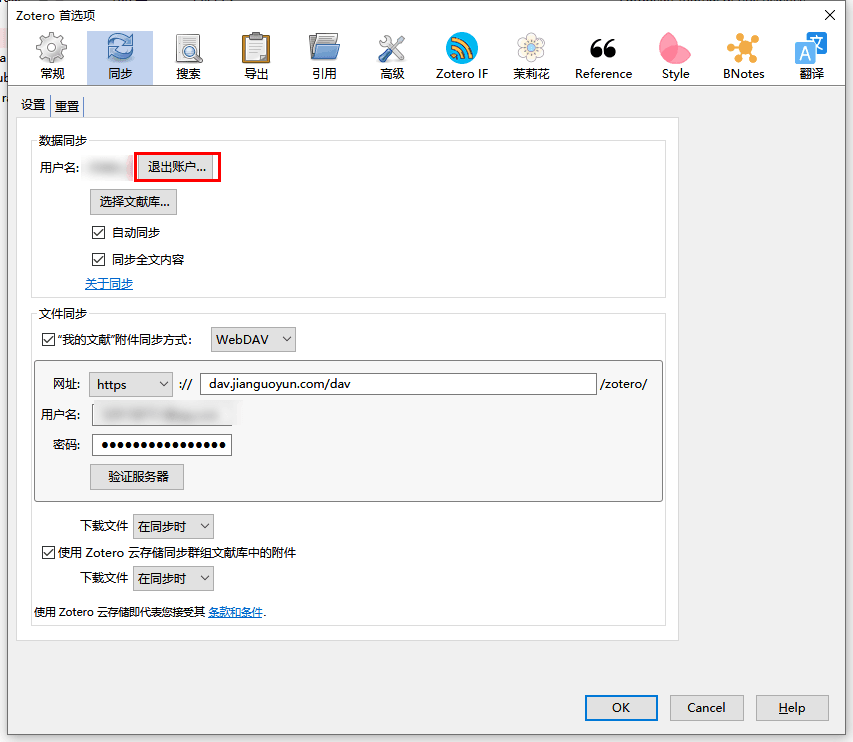 Zotero 首选项
常规 同步 搜索 导出 引用 高级 Zotero IF 茉莉花 Reference Style BNotes 翻译
设置 重置
数据同步
用户名: 退出账户...
选择文献库...
自动同步
同步全文内容
关于同步
文件同步
“我的文献”附件同步方式: WebDAV
网址: https :// dav.jianguoyun.com/dav /zotero/
用户名:
密码: ●●●●●●●●●●●●●●●●
验证服务器
下载文件 在同步时
使用 Zotero 云存储同步群组文献库中的附件
下载文件 在同步时
使用 Zotero 云存储即代表您接受其 条款和条件.
OK Cancel Help